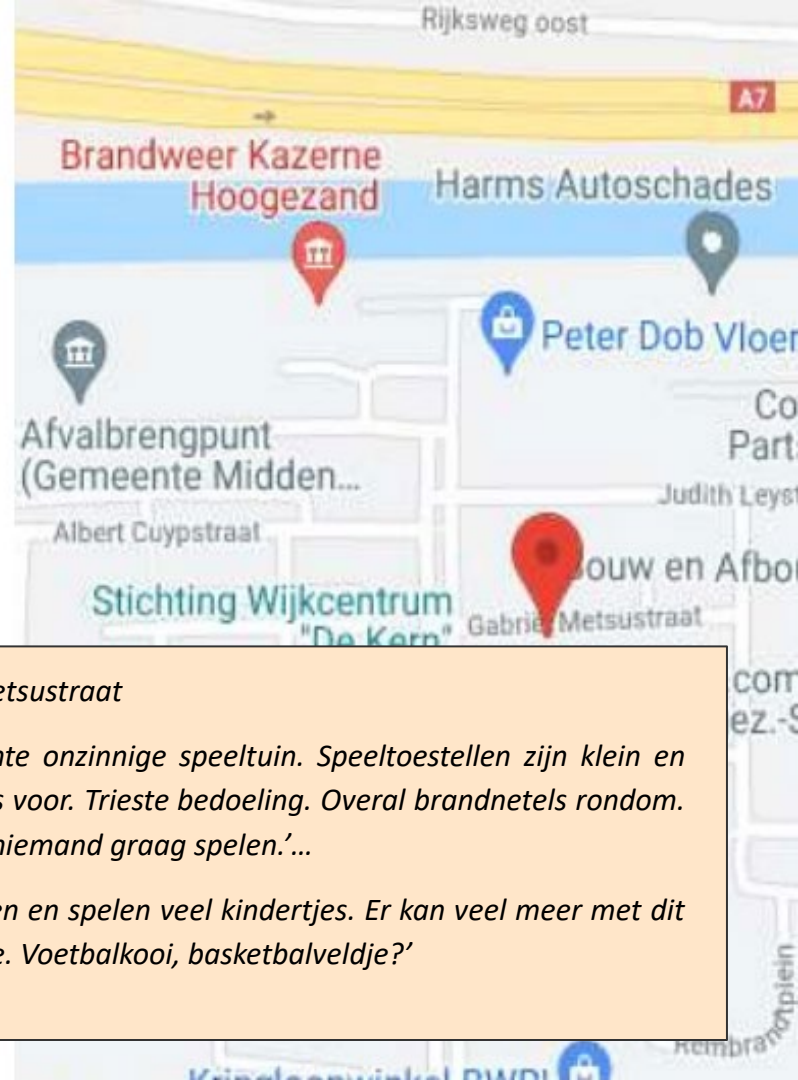 Rijksweg oost
A7
Brandweer Kazerne
Hoogezand
Harms Autoschades
Peter Dob Vloer
Afvalbrengpunt
(Gemeente Midden...
Co
Part
Judith Leyst
Albert Cuypstraat
ouw en Afbo
Stichting Wijkcentrum
"De Kern"
Gabrië Metsustraat
etsustraat
com
ez.-S
nte onzinnige speeltuin. Speeltoestellen zijn klein en
s voor. Trieste bedoeling. Overal brandnetels rondom.
niemand graag spelen.'…
en en spelen veel kindertjes. Er kan veel meer met dit
e. Voetbalkooi, basketbalveldje?'
Rembrandtplein
Kringloopwinkel